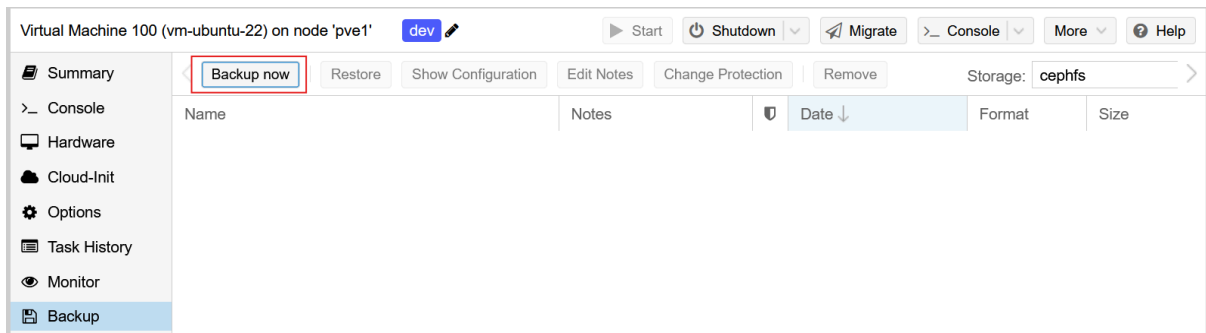 Virtual Machine 100 (vm-ubuntu-22) on node 'pve1' dev Start Shutdown Migrate Console More Help
Summary
Console
Hardware
Cloud-Init
Options
Task History
Monitor
Backup
Backup now Restore Show Configuration Edit Notes Change Protection Remove Storage: cephfs
Name Notes Date Format Size